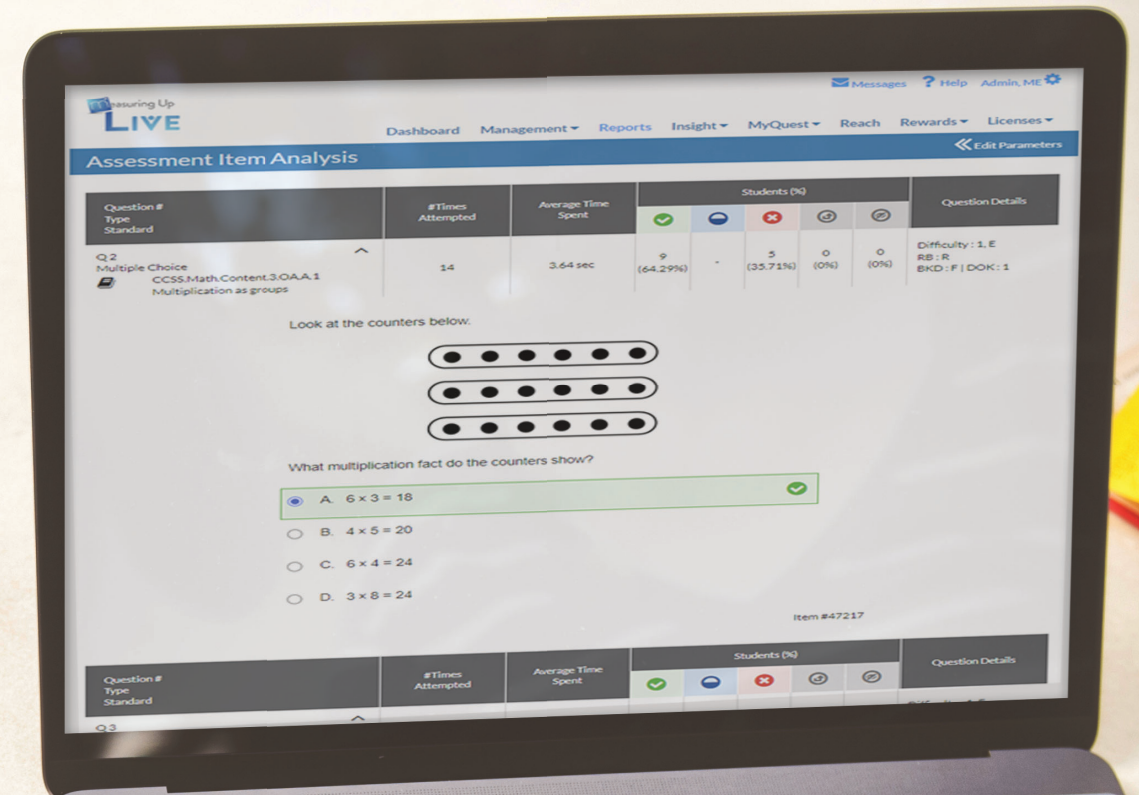 Messages ? Help Admin, ME
Measuring Up
LIVE
Dashboard Management Reports Insight MyQuest Reach Rewards Licenses
Assessment Item Analysis
Edit Parameters
Question #
Type
Standard
#Times
Attempted
Average Time
Spent
Students (%)
Question Details
Q 2
Multiple Choice
CCSS.Math.Content.3.OA.A.1
Multiplication as groups
14
3.64 sec
9
(64.29%)
-
5
(35.71%)
0
(0%)
0
(0%)
Difficulty : 1, E
RB : R
BKD : F | DOK : 1
Look at the counters below.
What multiplication fact do the counters show?
A. 6 × 3 = 18
B. 4 × 5 = 20
C. 6 × 4 = 24
D. 3 × 8 = 24
Item #47217
Question #
Type
Standard
#Times
Attempted
Average Time
Spent
Students (%)
Question Details
Q 3